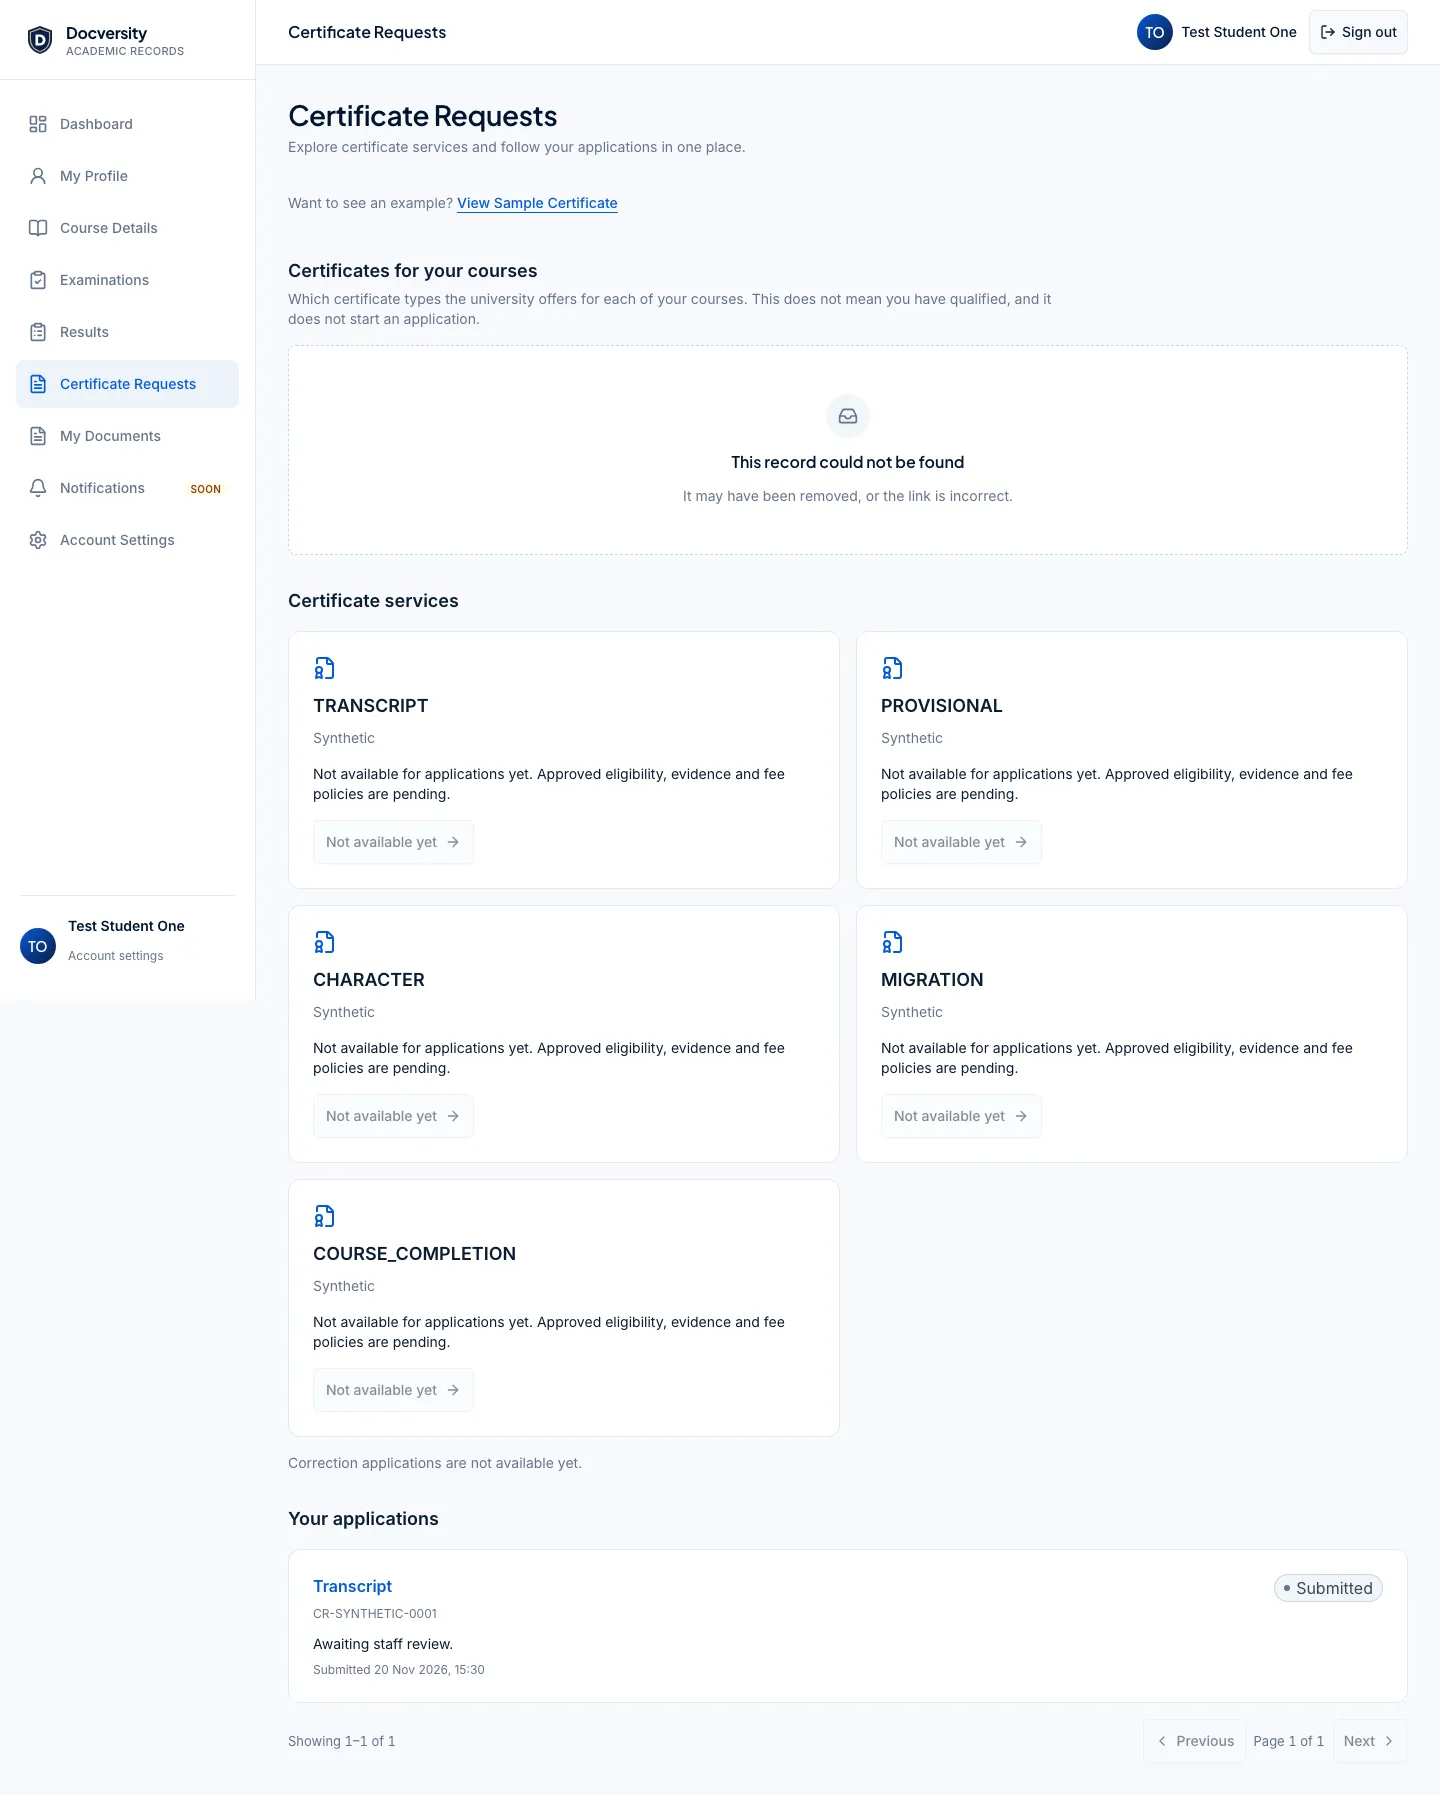 Docversity
ACADEMIC RECORDS
Dashboard
My Profile
Course Details
Examinations
Results
Certificate Requests
My Documents
Notifications SOON
Account Settings
TO Test Student One
Account settings
Certificate Requests
TO Test Student One Sign out
Certificate Requests
Explore certificate services and follow your applications in one place.
Want to see an example? View Sample Certificate
Certificates for your courses
Which certificate types the university offers for each of your courses. This does not mean you have qualified, and it
does not start an application.
This record could not be found
It may have been removed, or the link is incorrect.
Certificate services
TRANSCRIPT
Synthetic
Not available for applications yet. Approved eligibility, evidence and fee
policies are pending.
Not available yet
PROVISIONAL
Synthetic
Not available for applications yet. Approved eligibility, evidence and fee
policies are pending.
Not available yet
CHARACTER
Synthetic
Not available for applications yet. Approved eligibility, evidence and fee
policies are pending.
Not available yet
MIGRATION
Synthetic
Not available for applications yet. Approved eligibility, evidence and fee
policies are pending.
Not available yet
COURSE_COMPLETION
Synthetic
Not available for applications yet. Approved eligibility, evidence and fee
policies are pending.
Not available yet
Correction applications are not available yet.
Your applications
Transcript
Submitted
CR-SYNTHETIC-0001
Awaiting staff review.
Submitted 20 Nov 2026, 15:30
Showing 1–1 of 1
Previous Page 1 of 1 Next